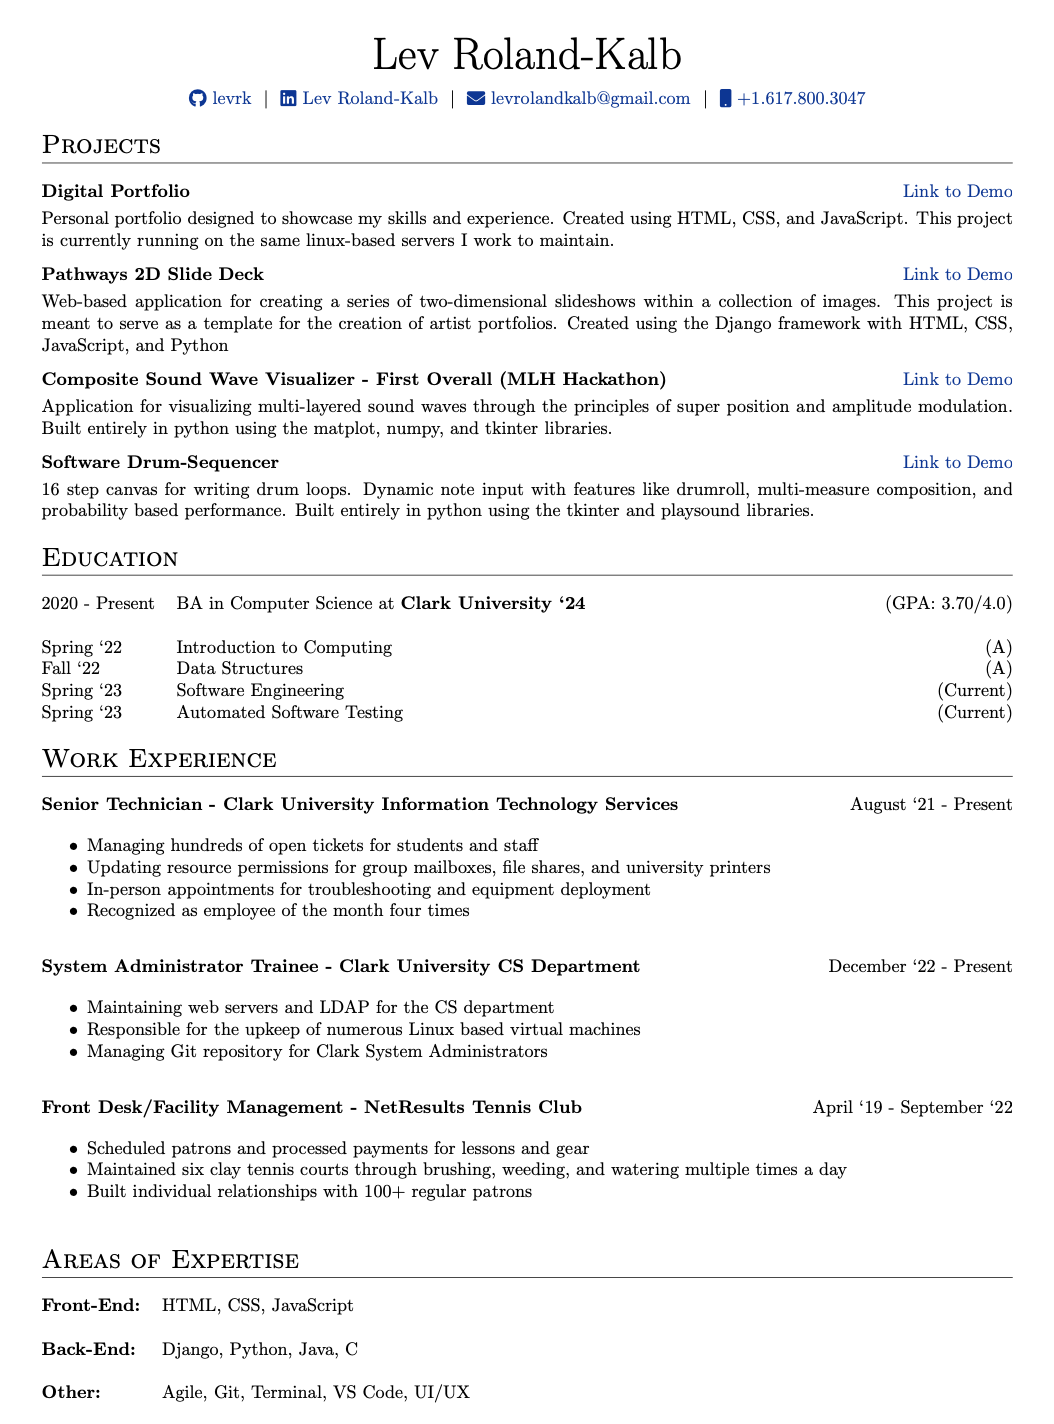 Lev Roland-Kalb
levrk | Lev Roland-Kalb | levrolandkalb@gmail.com | +1.617.800.3047
Projects
Digital Portfolio Link to Demo
Personal portfolio designed to showcase my skills and experience. Created using HTML, CSS, and JavaScript. This project
is currently running on the same linux-based servers I work to maintain.
Pathways 2D Slide Deck Link to Demo
Web-based application for creating a series of two-dimensional slideshows within a collection of images. This project is
meant to serve as a template for the creation of artist portfolios. Created using the Django framework with HTML, CSS,
JavaScript, and Python
Composite Sound Wave Visualizer - First Overall (MLH Hackathon) Link to Demo
Application for visualizing multi-layered sound waves through the principles of super position and amplitude modulation.
Built entirely in python using the matplot, numpy, and tkinter libraries.
Software Drum-Sequencer Link to Demo
16 step canvas for writing drum loops. Dynamic note input with features like drumroll, multi-measure composition, and
probability based performance. Built entirely in python using the tkinter and playsound libraries.
Education
2020 - Present BA in Computer Science at Clark University ‘24 (GPA: 3.70/4.0)
Spring ‘22 Introduction to Computing (A)
Fall ‘22 Data Structures (A)
Spring ‘23 Software Engineering (Current)
Spring ‘23 Automated Software Testing (Current)
Work Experience
Senior Technician - Clark University Information Technology Services August ‘21 - Present
• Managing hundreds of open tickets for students and staff
• Updating resource permissions for group mailboxes, file shares, and university printers
• In-person appointments for troubleshooting and equipment deployment
• Recognized as employee of the month four times
System Administrator Trainee - Clark University CS Department December ‘22 - Present
• Maintaining web servers and LDAP for the CS department
• Responsible for the upkeep of numerous Linux based virtual machines
• Managing Git repository for Clark System Administrators
Front Desk/Facility Management - NetResults Tennis Club April ‘19 - September ‘22
• Scheduled patrons and processed payments for lessons and gear
• Maintained six clay tennis courts through brushing, weeding, and watering multiple times a day
• Built individual relationships with 100+ regular patrons
Areas of Expertise
Front-End: HTML, CSS, JavaScript
Back-End: Django, Python, Java, C
Other: Agile, Git, Terminal, VS Code, UI/UX